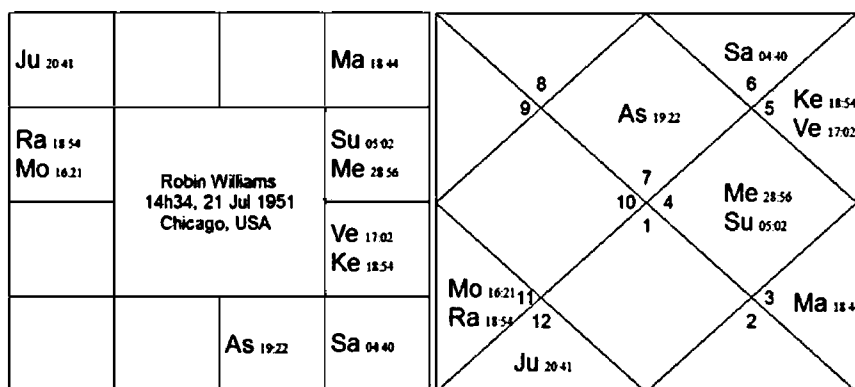 Ju 20:41
Ma 18:44
Ra 18:54
Mo 16:21
Su 05:02
Me 28:56
Robin Williams
14h34, 21 Jul 1951
Chicago, USA
Ve 17:02
Ke 18:54
As 19:22
Sa 04:40
Sa 04:40
8
6
9
5
Ke 18:54
Ve 17:02
As 19:22
7
10
4
1
Me 28:56
Su 05:02
Mo 16:21
Ra 18:54
11
12
3
2
Ma 18:4
Ju 20:41